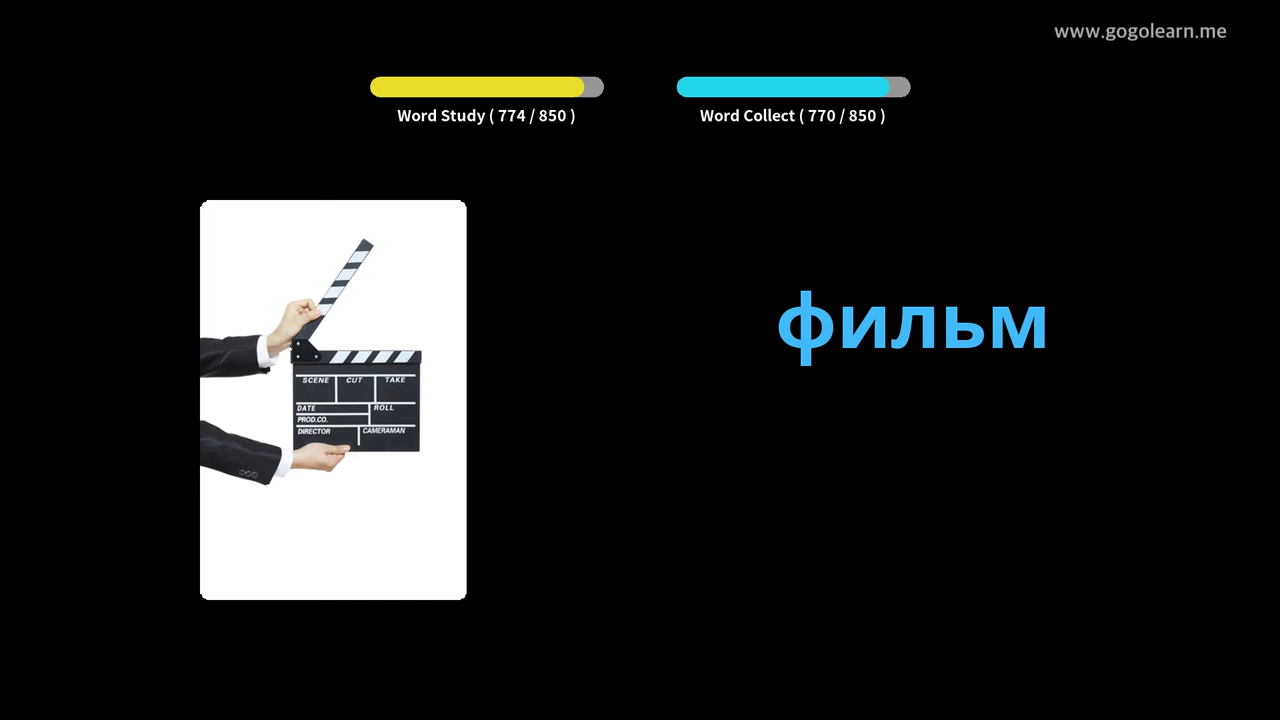 www.gogolearn.me
Word Study ( 774 / 850 )
Word Collect ( 770 / 850 )
фильм
SCENE CUT TAKE
DATE ROLL
PROD.CO.
DIRECTOR CAMERAMAN